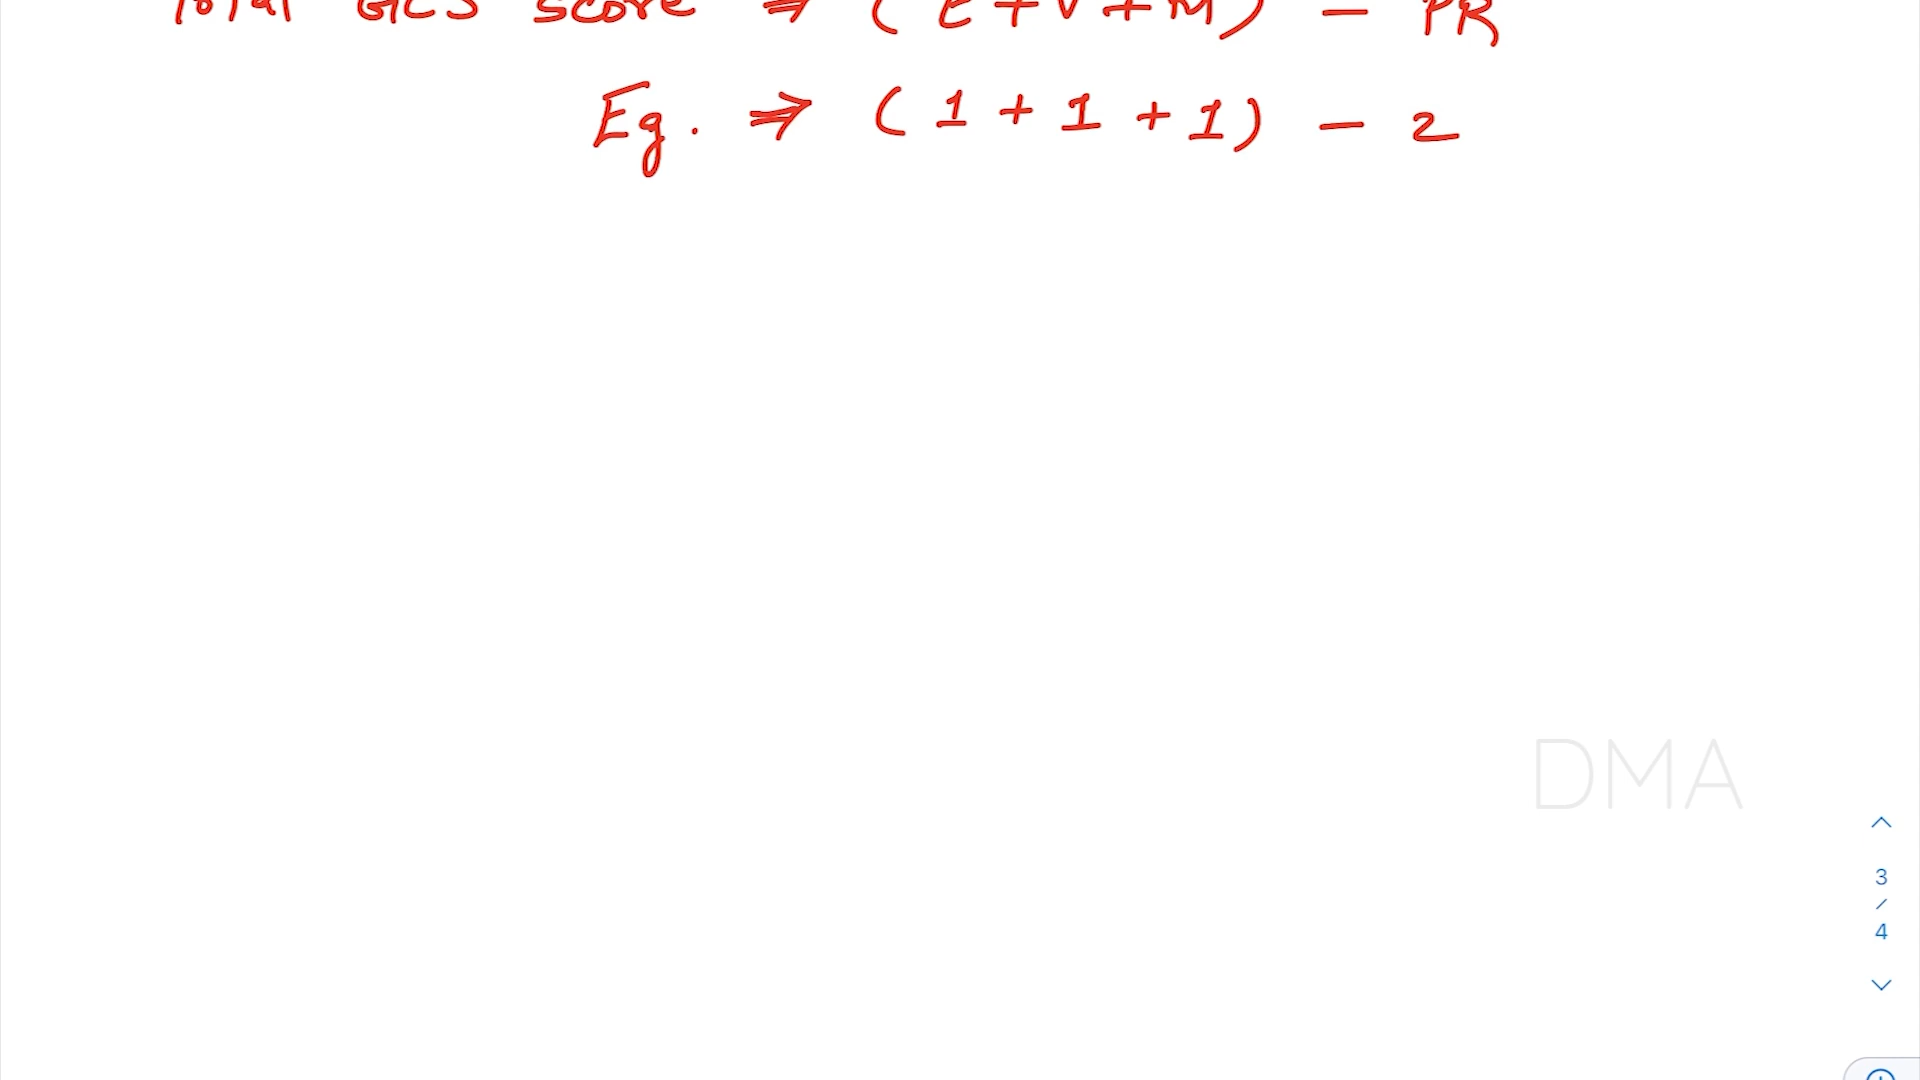 Total GCS score ⇒ (E + V + M) – PR
Eg. ⇒ (1 + 1 + 1) – 2
DMA
3
/
4